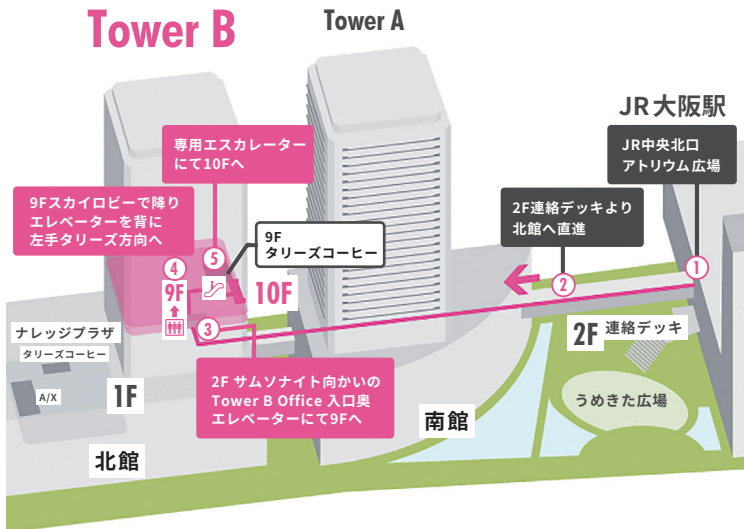 Tower B
Tower A
JR大阪駅
JR中央北口
アトリウム広場
専用エスカレーター
にて10Fへ
9Fスカイロビーで降り
エレベーターを背に
左手タリーズ方向へ
2F連絡デッキより
北館へ直進
9F
タリーズコーヒー
1
2
5
4
9F
10F
3
ナレッジプラザ
タリーズコーヒー
A/X
1F
2F 連絡デッキ
2F サムソナイト向かいの
Tower B Office 入口奥
エレベーターにて9Fへ
うめきた広場
南館
北館